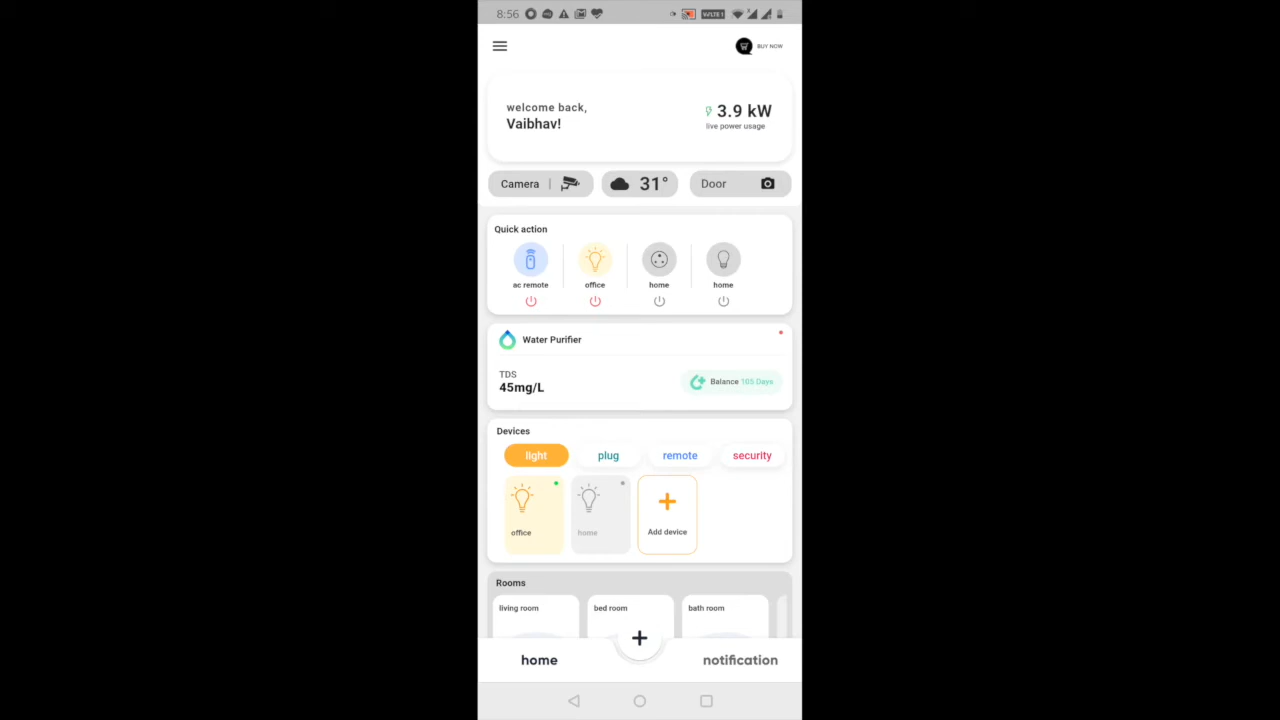 8:56
VoLTE 1
BUY NOW
welcome back,
Vaibhav!
3.9 kW
live power usage
Camera
31°
Door
Quick action
ac remote office home home
Water Purifier
TDS
45mg/L
Balance 105 Days
Devices
light plug remote security
office home Add device
Rooms
living room bed room bath room
home notification